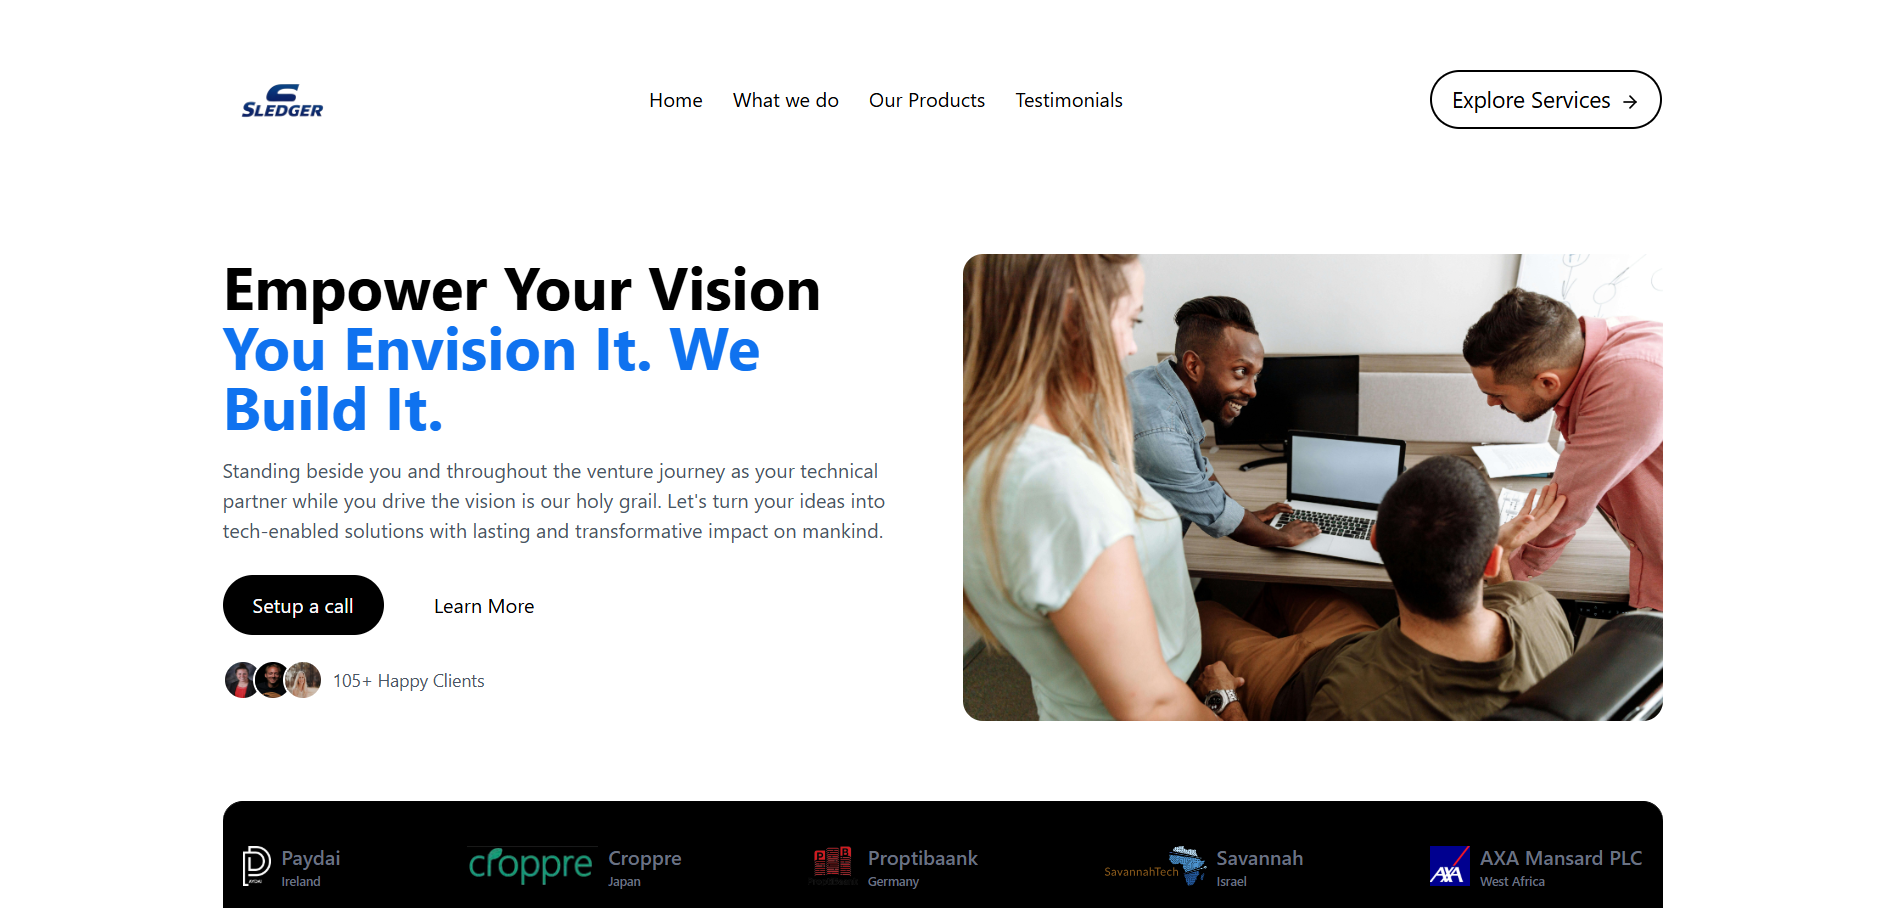 SLEDGER
Home
What we do
Our Products
Testimonials
Explore Services →
Empower Your Vision
You Envision It. We
Build It.
Standing beside you and throughout the venture journey as your technical
partner while you drive the vision is our holy grail. Let's turn your ideas into
tech-enabled solutions with lasting and transformative impact on mankind.
Setup a call
Learn More
105+ Happy Clients
PAYDAI
Paydai
Ireland
croppre
Croppre
Japan
P B
Proptibaank
Germany
SavannahTech
Savannah
Israel
AXA
AXA Mansard PLC
West Africa